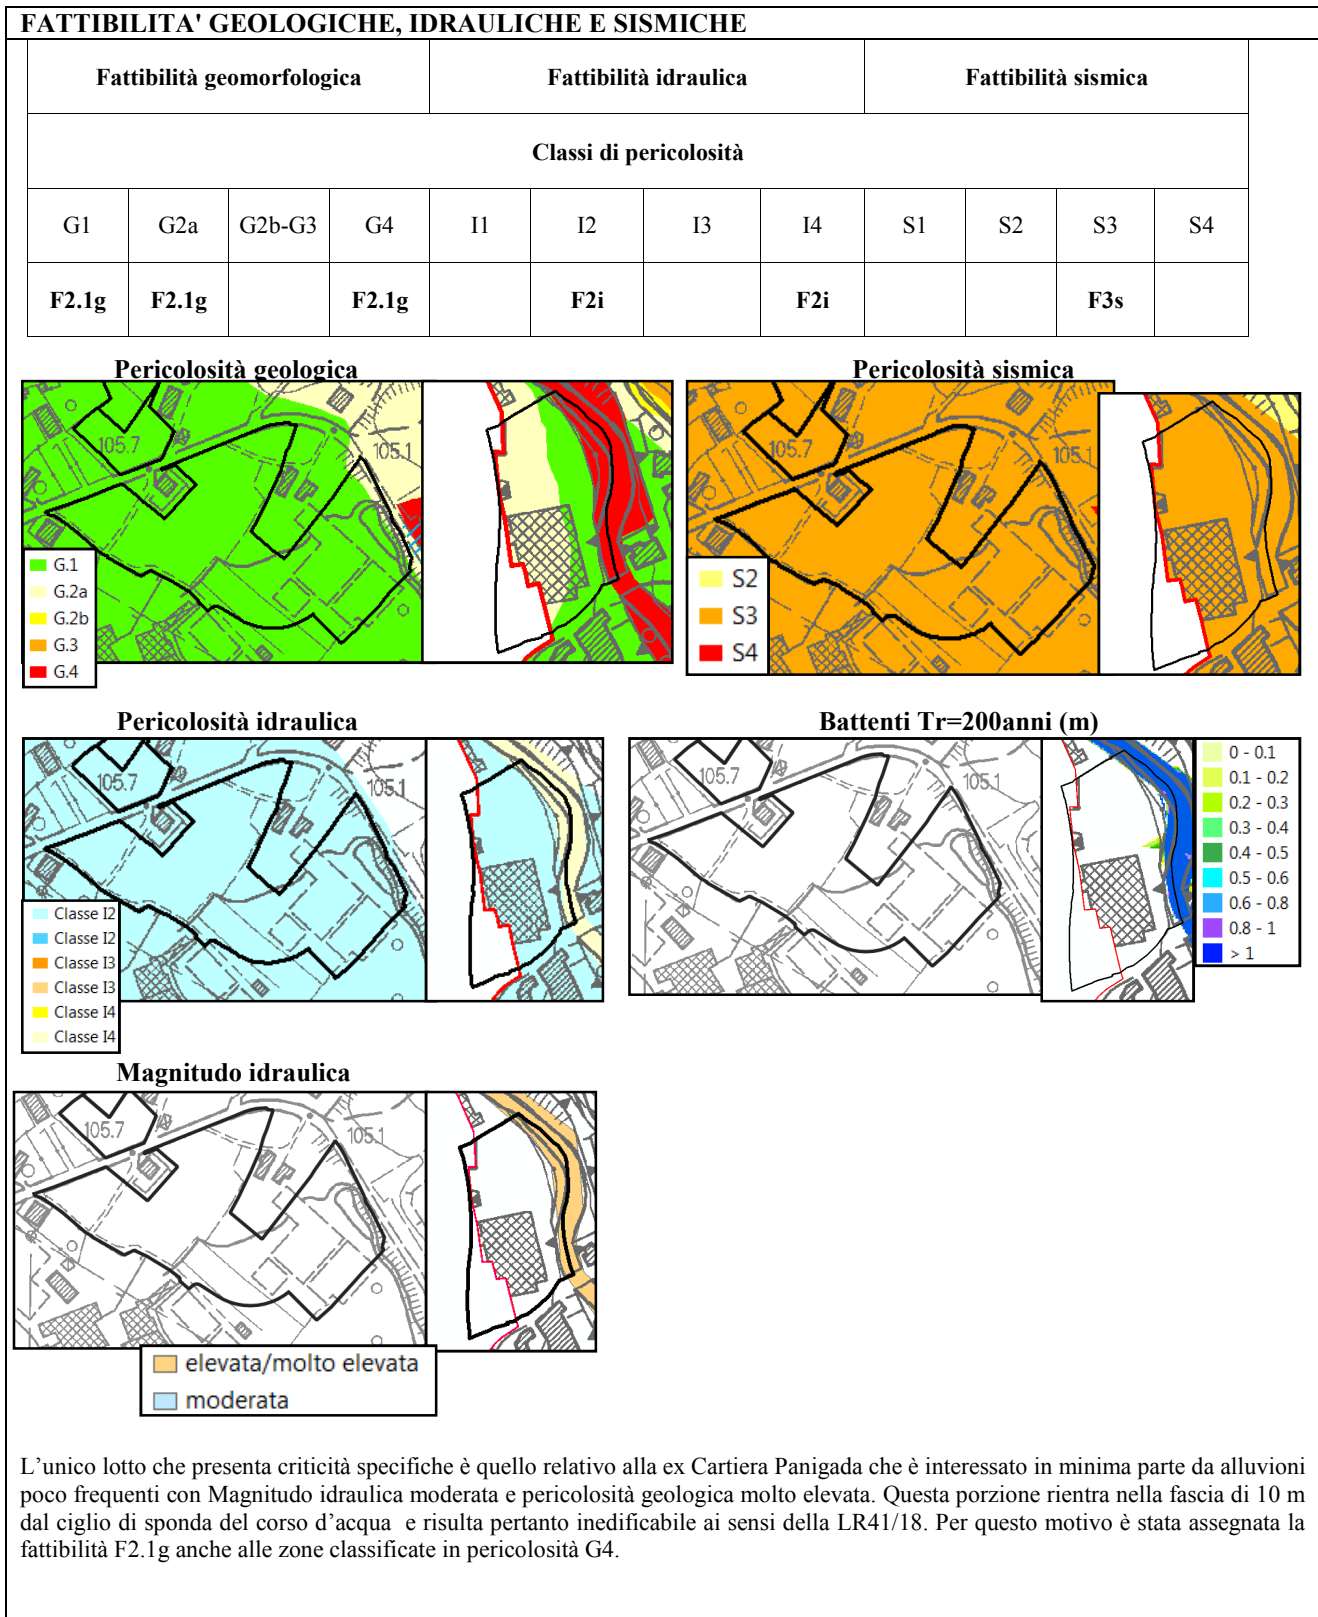 FATTIBILITA' GEOLOGICHE, IDRAULICHE E SISMICHE
Fattibilità geomorfologica Fattibilità idraulica Fattibilità sismica
Classi di pericolosità
G1 G2a G2b-G3 G4 I1 I2 I3 I4 S1 S2 S3 S4
F2.1g F2.1g F2.1g F2i F2i F3s
Pericolosità geologica
105.7
105.1
G.1
G.2a
G.2b
G.3
G.4
Pericolosità sismica
105.7
105.1
S2
S3
S4
Pericolosità idraulica
105.7
105.1
Classe I2
Classe I2
Classe I3
Classe I3
Classe I4
Classe I4
Battenti Tr=200anni (m)
105.7
105.1
0 - 0.1
0.1 - 0.2
0.2 - 0.3
0.3 - 0.4
0.4 - 0.5
0.5 - 0.6
0.6 - 0.8
0.8 - 1
> 1
Magnitudo idraulica
105.7
105.1
elevata/molto elevata
moderata
L'unico lotto che presenta criticità specifiche è quello relativo alla ex Cartiera Panigada che è interessato in minima parte da alluvioni
poco frequenti con Magnitudo idraulica moderata e pericolosità geologica molto elevata. Questa porzione rientra nella fascia di 10 m
dal ciglio di sponda del corso d'acqua e risulta pertanto inedificabile ai sensi della LR41/18. Per questo motivo è stata assegnata la
fattibilità F2.1g anche alle zone classificate in pericolosità G4.